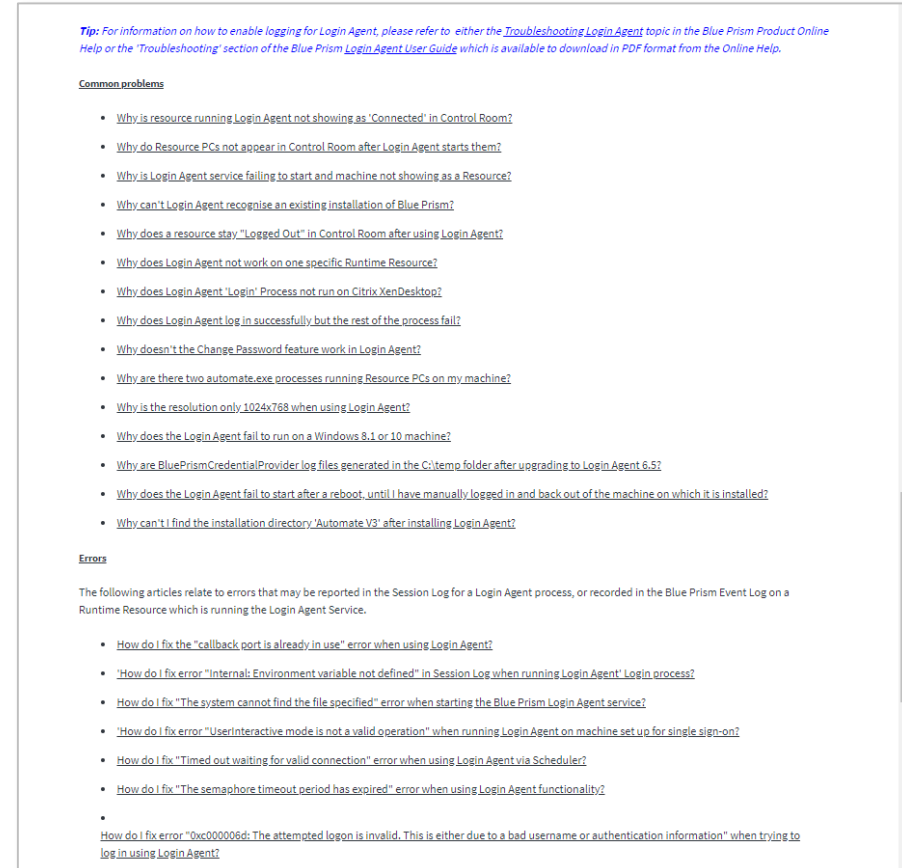 Tip: For information on how to enable logging for Login Agent, please refer to either the Troubleshooting Login Agent topic in the Blue Prism Product Online
Help or the 'Troubleshooting' section of the Blue Prism Login Agent User Guide which is available to download in PDF format from the Online Help.
Common problems
• Why is resource running Login Agent not showing as 'Connected' in Control Room?
• Why do Resource PCs not appear in Control Room after Login Agent starts them?
• Why is Login Agent service failing to start and machine not showing as a Resource?
• Why can't Login Agent recognise an existing installation of Blue Prism?
• Why does a resource stay "Logged Out" in Control Room after using Login Agent?
• Why does Login Agent not work on one specific Runtime Resource?
• Why does Login Agent 'Login' Process not run on Citrix XenDesktop?
• Why does Login Agent log in successfully but the rest of the process fail?
• Why doesn't the Change Password feature work in Login Agent?
• Why are there two automate.exe processes running Resource PCs on my machine?
• Why is the resolution only 1024x768 when using Login Agent?
• Why does the Login Agent fail to run on a Windows 8.1 or 10 machine?
• Why are BluePrismCredentialProvider log files generated in the C:\temp folder after upgrading to Login Agent 6.5?
• Why does the Login Agent fail to start after a reboot, until I have manually logged in and back out of the machine on which it is installed?
• Why can't I find the installation directory 'Automate V3' after installing Login Agent?
Errors
The following articles relate to errors that may be reported in the Session Log for a Login Agent process, or recorded in the Blue Prism Event Log on a
Runtime Resource which is running the Login Agent Service.
• How do I fix the "callback port is already in use" error when using Login Agent?
• 'How do I fix error "Internal: Environment variable not defined" in Session Log when running Login Agent' Login process?
• How do I fix "The system cannot find the file specified" error when starting the Blue Prism Login Agent service?
• 'How do I fix error "UserInteractive mode is not a valid operation" when running Login Agent on machine set up for single sign-on?
• How do I fix "Timed out waiting for valid connection" error when using Login Agent via Scheduler?
• How do I fix "The semaphore timeout period has expired" error when using Login Agent functionality?
•
How do I fix error "0xc000006d: The attempted logon is invalid. This is either due to a bad username or authentication information" when trying to
log in using Login Agent?